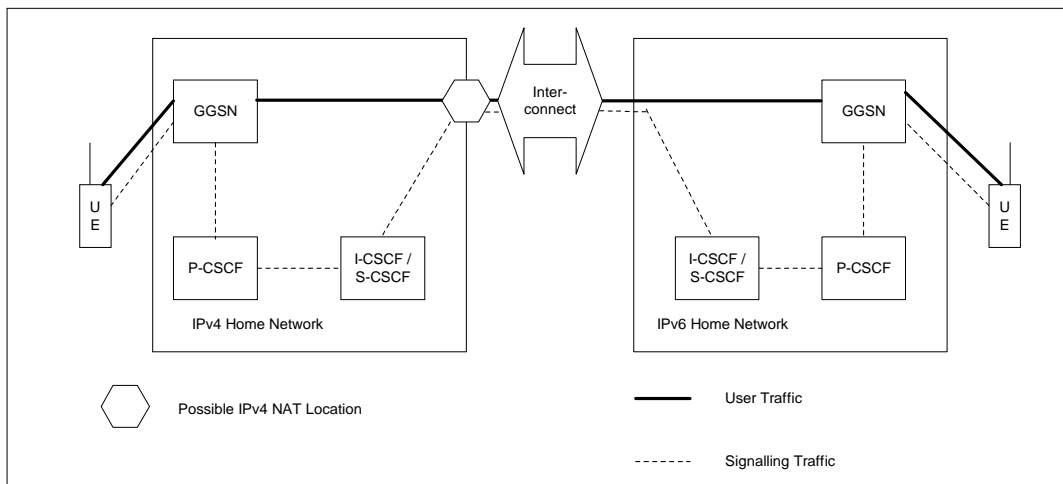 GGSN
Inter-
connect
GGSN
U
E
U
E
P-CSCF
I-CSCF /
S-CSCF
I-CSCF /
S-CSCF
P-CSCF
IPv4 Home Network
IPv6 Home Network
Possible IPv4 NAT Location
User Traffic
Signalling Traffic